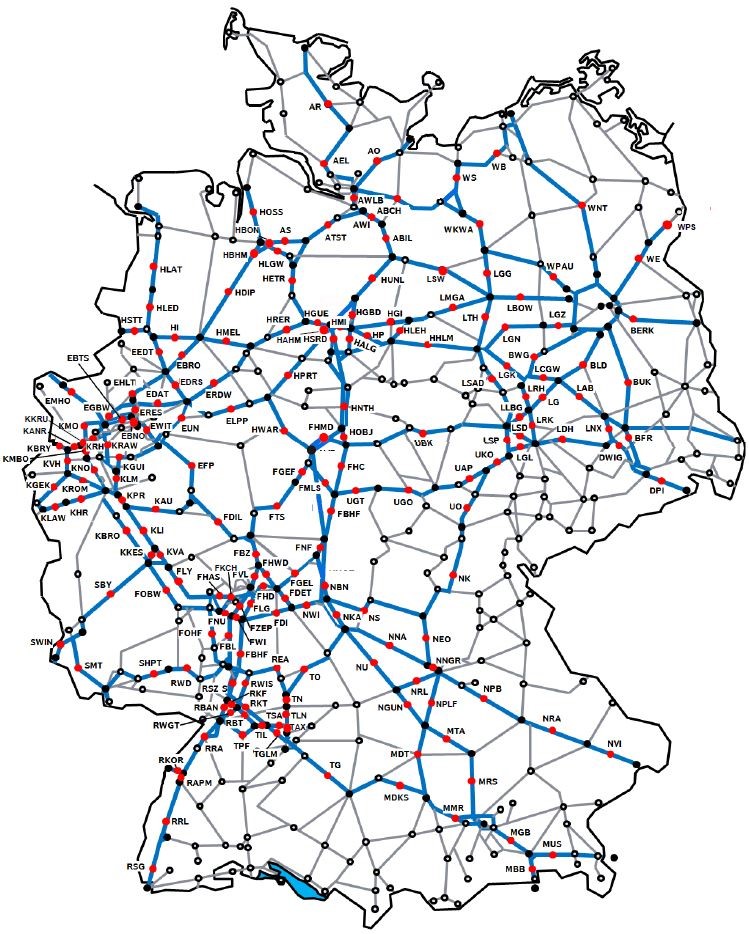 AR
AO
AEL
WB
WS
AWLB
WNT
HOSS
ABCH
AWI
WPS
HBON
AS
ATST
WKWA
ABIL
HBHM
HLGW
WE
HLAT
HETR
HUNL
LSW
LGG
WPAU
HDIP
LMGA
LBOW
HLED
HGBD
HGUE
HGI
LTH
LGZ
HSTT
HI
HRER
HMI
BERK
HMEL
HAHM
HSRD
HP
HLEH
HHLM
LGN
EBTS
EEDT
HALG
BWG
EBRO
LCGW
BLD
LGK
EMHO
EHLT
EDRS
HPRT
LSAD
LRH
LAB
BUK
EDAT
ERDW
EGBW
LLBG
LG
KKRU
ERES
HNTH
KMO
ELPP
LRK
KANR
EWIT
EUN
HWAR
FHMD
HOBJ
LSD
LDH
LNX
EBNO
KBRY
KRH
KRAW
UBK
LSP
BFR
KMBO
KVH
KNO
KGUI
EFP
FHC
UKO
LGL
DWIG
KGEK
KLM
FGEF
UAP
KROM
KPR
FMLS
UGT
UGO
DPI
KLAW
KHR
KAU
FTS
FBHF
UO
FDIL
KBRO
KLI
KKES
KVA
FBZ
FNF
FLY
FHWD
FKCH
FHAS
FVL
FGEL
NK
SBY
FOBW
FHD
FDET
NBN
FLG
NWI
NS
FNU
FDI
NKA
FOHF
FZEP
SWIN
FWI
NNA
NEO
FBL
FBHF
SMT
SHPT
REA
NU
NNGR
RWD
RSZ S
RWIS
TO
RKF
NRL
NPB
RBAN
RKT
TN
NGUN
NPLF
RWGT
RBT
TSA
TLN
NRA
TIL
TAX
MTA
RRA
TPF
NVI
TGLM
MDT
RKOR
TG
RAPM
MDKS
MRS
RRL
MMR
MGB
MUS
RSG
MBB